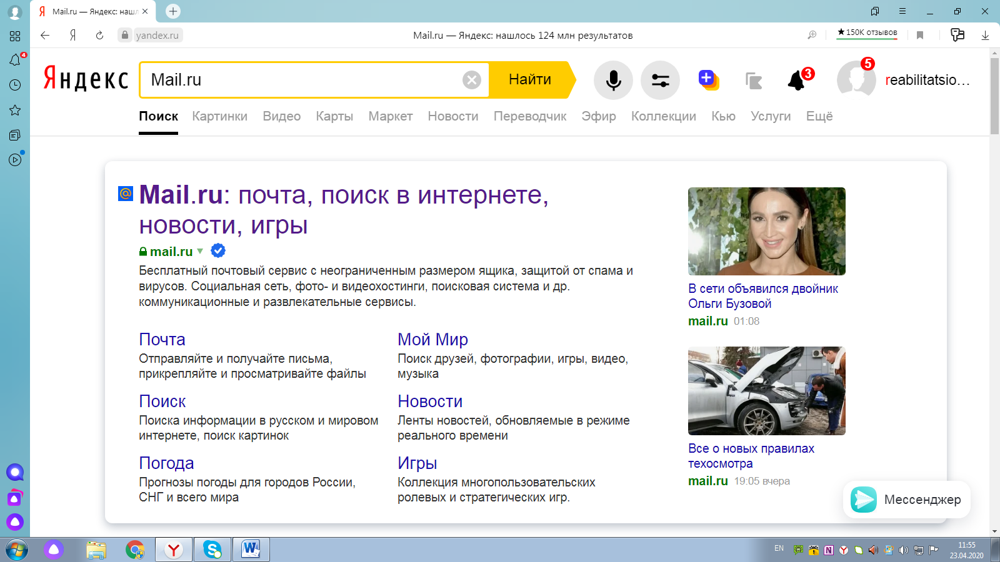 Mail.ru — Яндекс: нашл
4
yandex.ru
Mail.ru — Яндекс: нашлось 124 млн результатов
★150K отзывов
Яндекс
Mail.ru
Найти
3
5
reabilitatsio...
Поиск Картинки Видео Карты Маркет Новости Переводчик Эфир Коллекции Кью Услуги Ещё
Mail.ru: почта, поиск в интернете,
новости, игры
mail.ru
Бесплатный почтовый сервис с неограниченным размером ящика, защитой от спама и
вирусов. Социальная сеть, фото- и видеохостинги, поисковая система и др.
коммуникационные и развлекательные сервисы.
Почта
Отправляйте и получайте письма,
прикрепляйте и просматривайте файлы
Мой Мир
Поиск друзей, фотографии, игры, видео,
музыка
Поиск
Поиска информации в русском и мировом
интернете, поиск картинок
Новости
Ленты новостей, обновляемые в режиме
реального времени
Погода
Прогнозы погоды для городов России,
СНГ и всего мира
Игры
Коллекция многопользовательских
ролевых и стратегических игр.
В сети объявился двойник
Ольги Бузовой
mail.ru 01:08
Все о новых правилах
техосмотра
mail.ru 19:05 вчера
Мессенджер
EN
11:55
23.04.2020